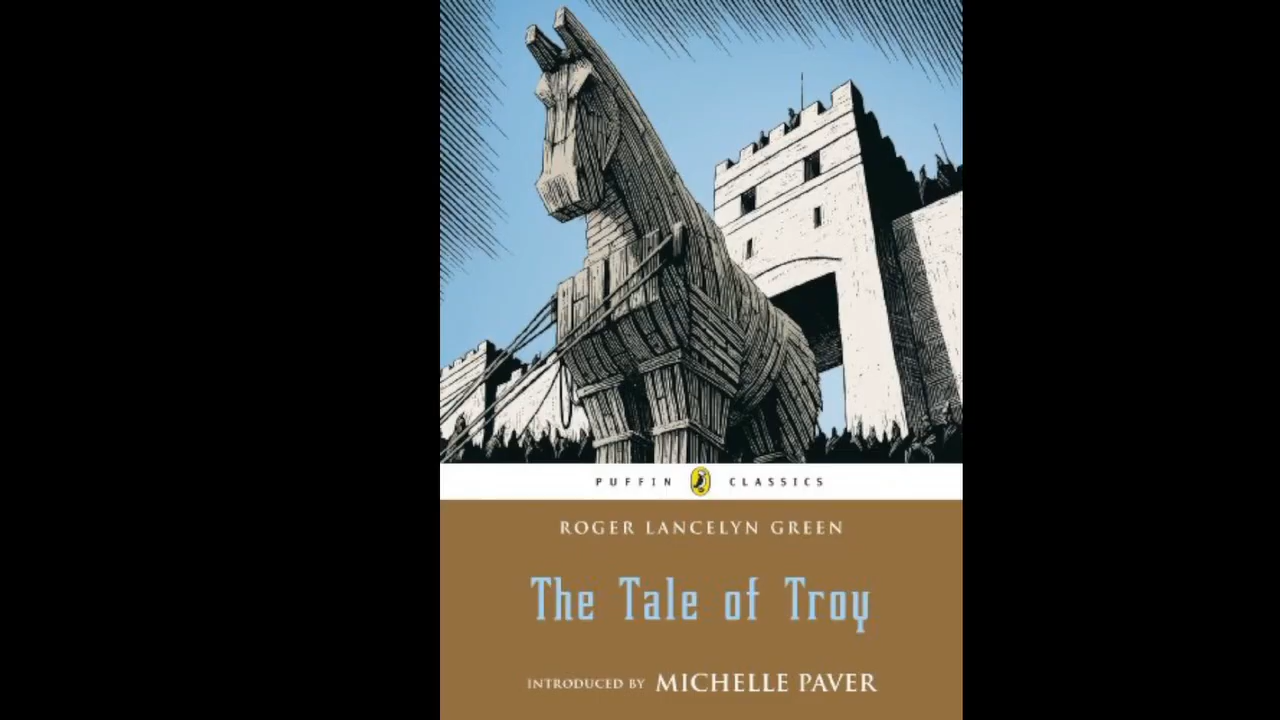 PUFFIN CLASSICS
ROGER LANCELYN GREEN
The Tale of Troy
INTRODUCED BY MICHELLE PAVER